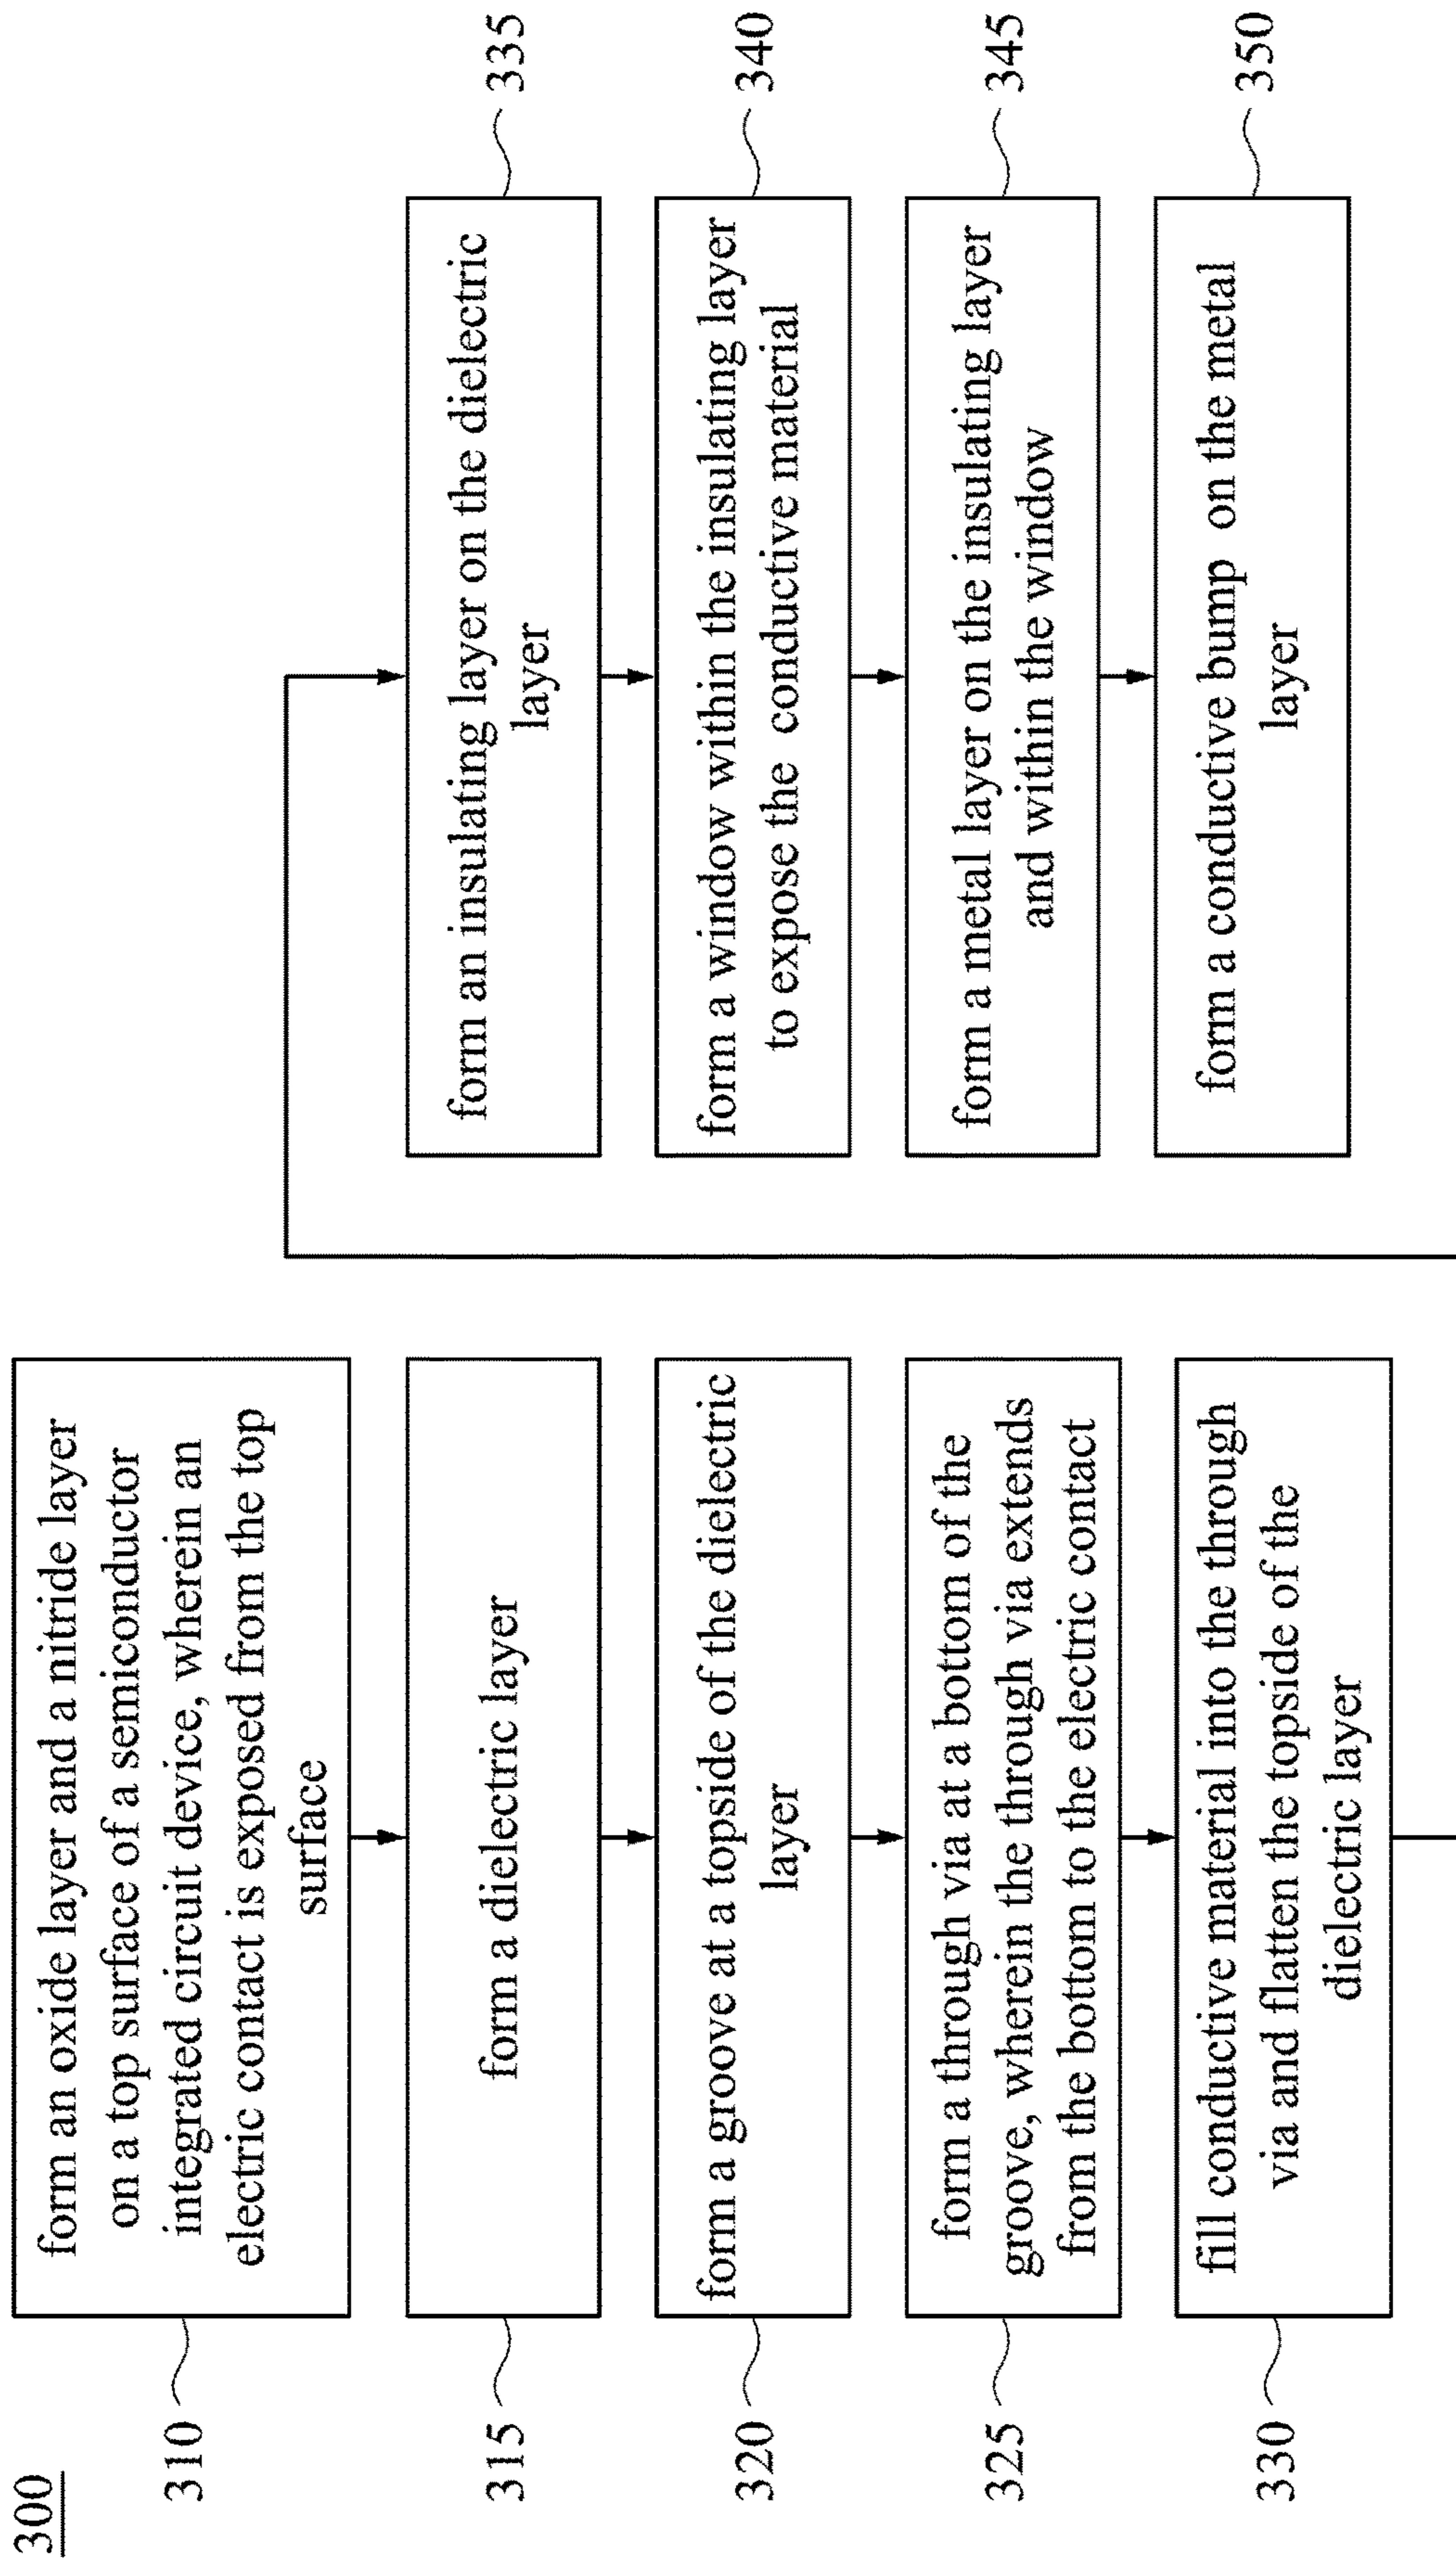 300
310
form an oxide layer and a nitride layer
on a top surface of a semiconductor
integrated circuit device, wherein an
electric contact is exposed from the top
surface
315
form a dielectric layer
320
form a groove at a topside of the dielectric
layer
325
form a through via at a bottom of the
groove, wherein the through via extends
from the bottom to the electric contact
330
fill conductive material into the through
via and flatten the topside of the
dielectric layer
form an insulating layer on the dielectric
layer
335
form a window within the insulating layer
to expose the conductive material
340
form a metal layer on the insulating layer
and within the window
345
form a conductive bump on the metal
layer
350